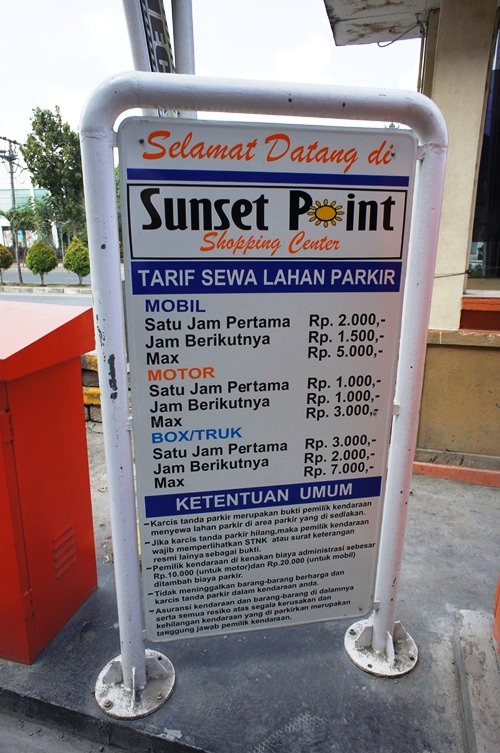 Selamat Datang di
Sunset Point
Shopping Center
TARIF SEWA LAHAN PARKIR
MOBIL
Satu Jam Pertama Rp. 2.000,-
Jam Berikutnya Rp. 1.500,-
Max Rp. 5.000,-
MOTOR
Satu Jam Pertama Rp. 1.000,-
Jam Berikutnya Rp. 1.000,-
Max Rp. 3.000,-
BOX/TRUK
Satu Jam Pertama Rp. 3.000,-
Jam Berikutnya Rp. 2.000,-
Max Rp. 7.000,-
KETENTUAN UMUM
- Karcis tanda parkir merupakan bukti pemilik kendaraan
menyewa lahan parkir di area parkir yang di sediakan.
- Jika karcis tanda parkir hilang,maka pemilik kendaraan
wajib memperlihatkan STNK atau surat keterangan
resmi lainya sebagai bukti.
- Pemilik kendaraan di kenakan biaya administrasi sebesar
Rp.10.000 (untuk motor)dan Rp.20.000 (untuk mobil)
ditambah biaya parkir.
- Tidak meninggalkan barang-barang berharga dan
karcis tanda parkir dalam kendaraan anda.
- Asuransi kendaraan dan barang-barang di dalamnya
serta semua resiko atas segala kerusakan dan
kehilangan kendaraan yang di parkirkan merupakan
tanggung jawab pemilik kendaraan.